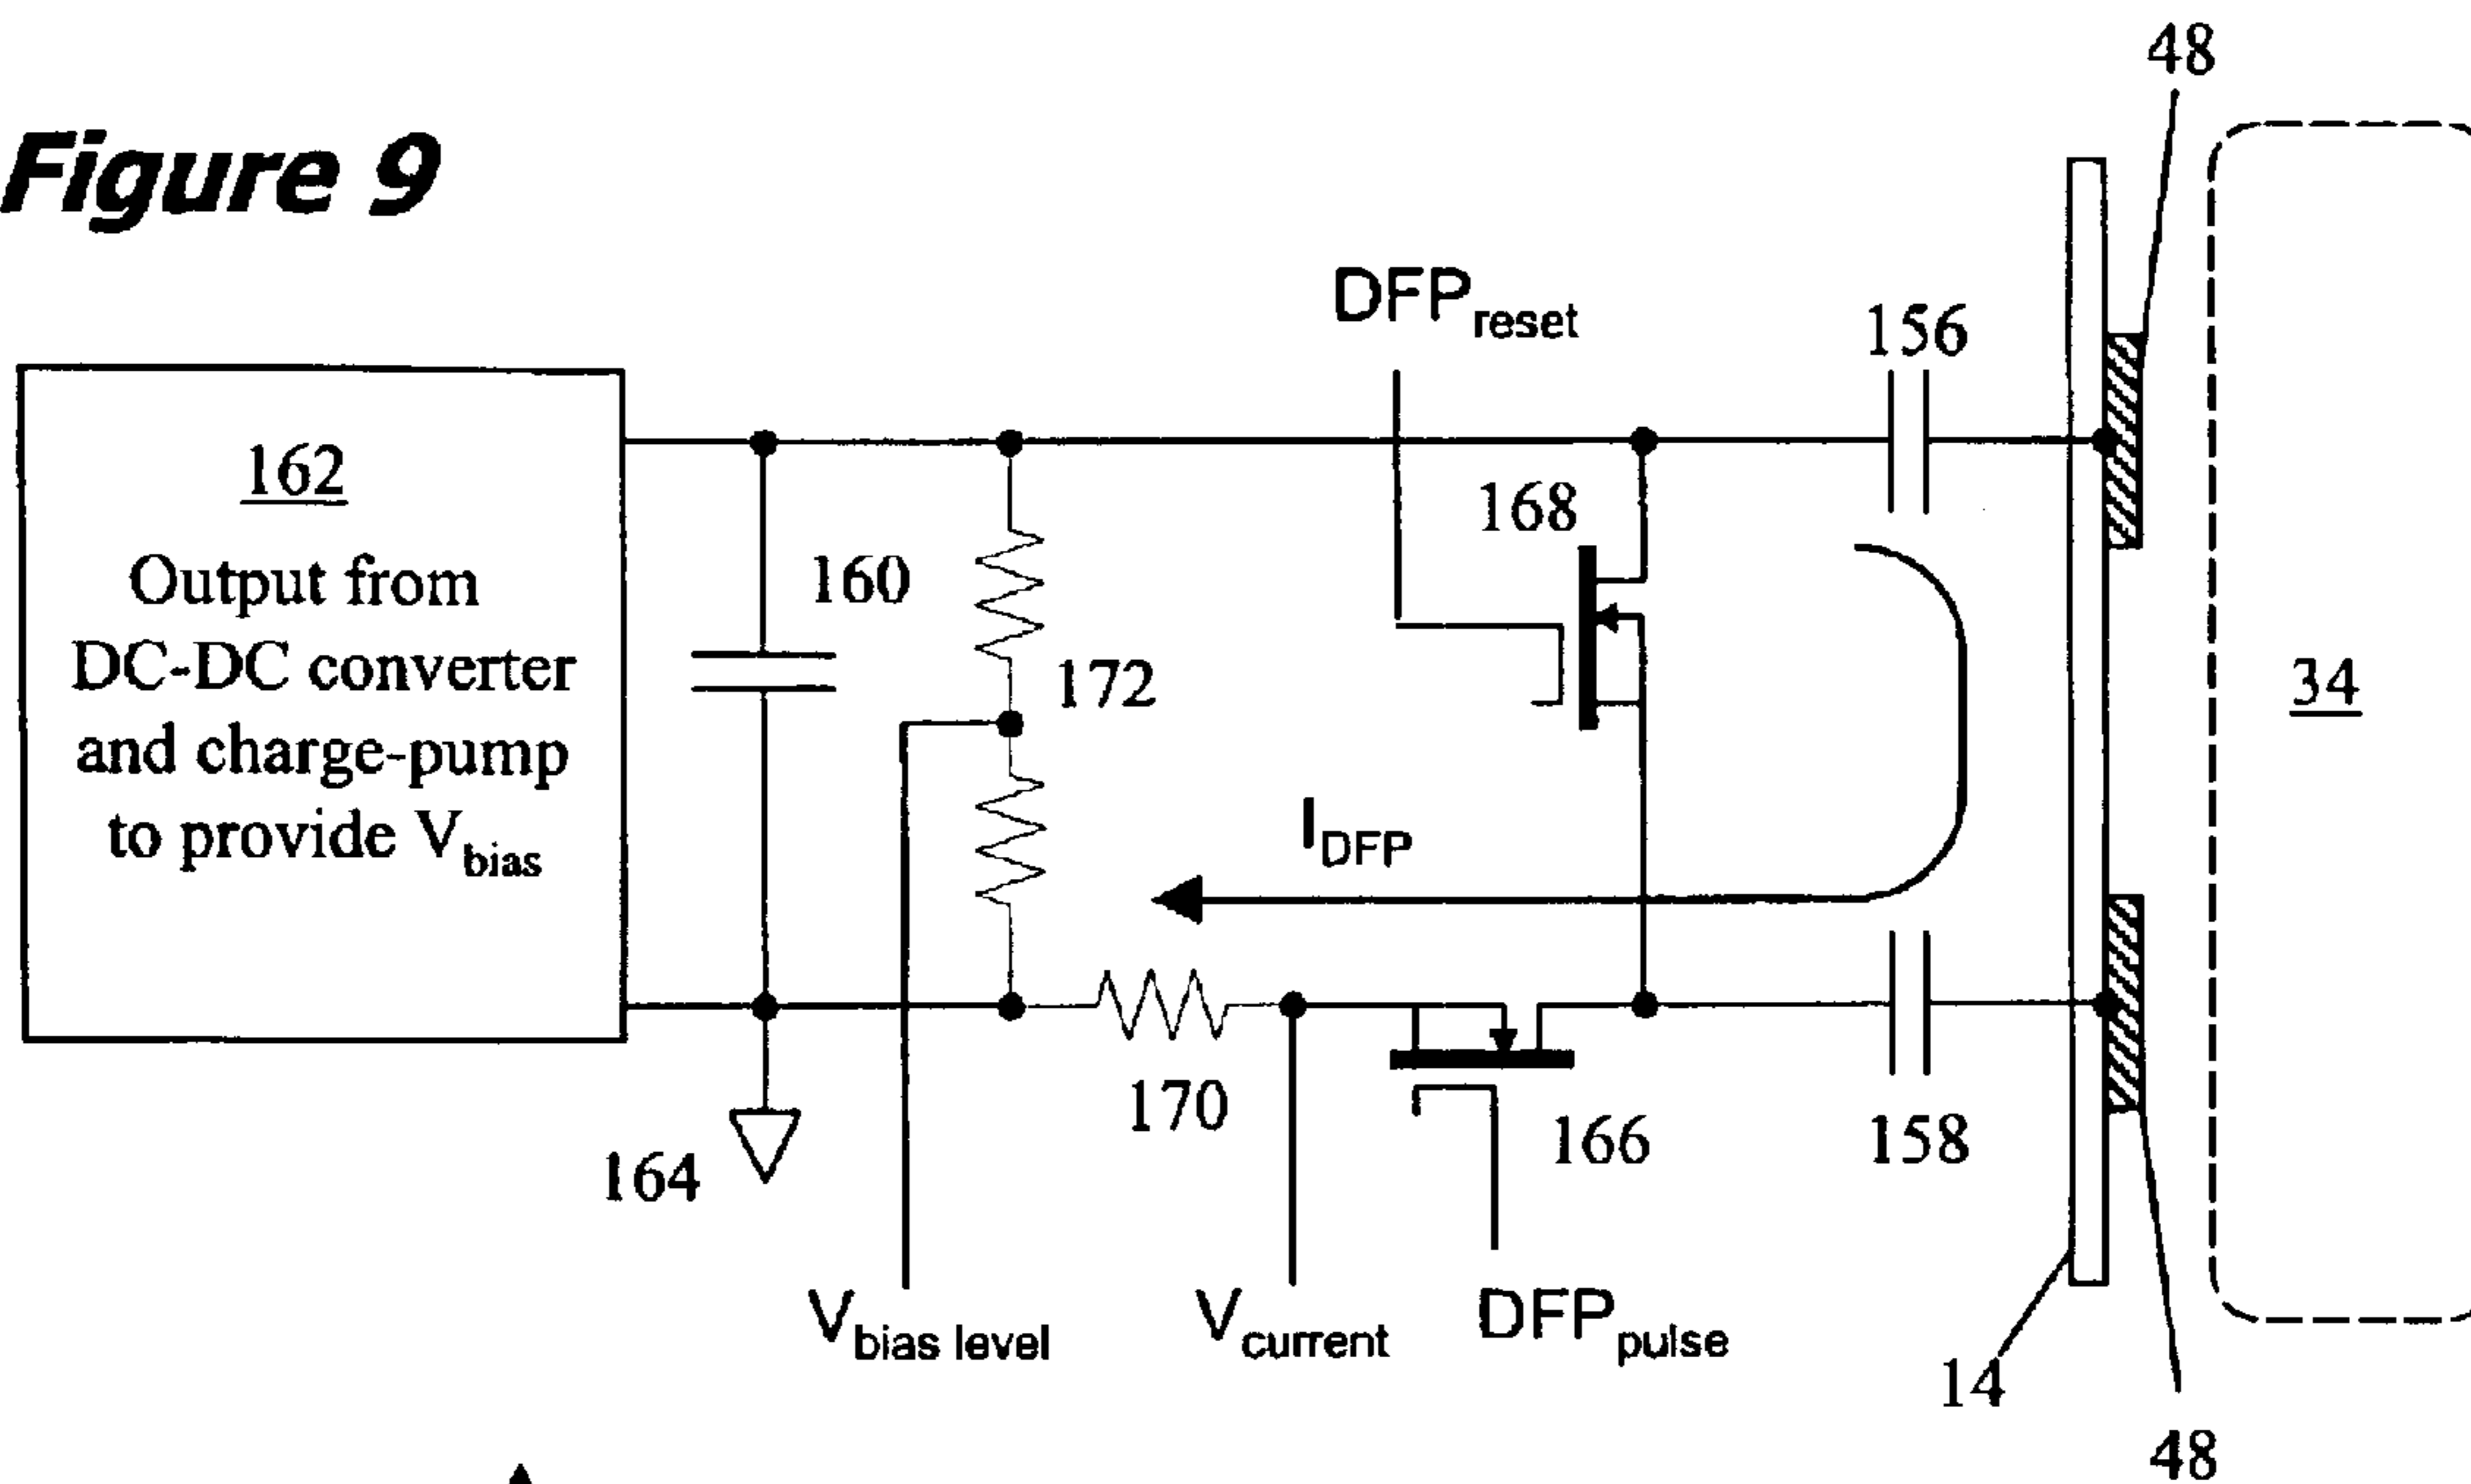 48
Figure 9
DFPreset
156
162
Output from
DC-DC converter
and charge-pump
to provide Vbias
160
168
172
34
IDFP
170
166
158
164
Vbias level
Vcurrent
DFPpulse
14
48